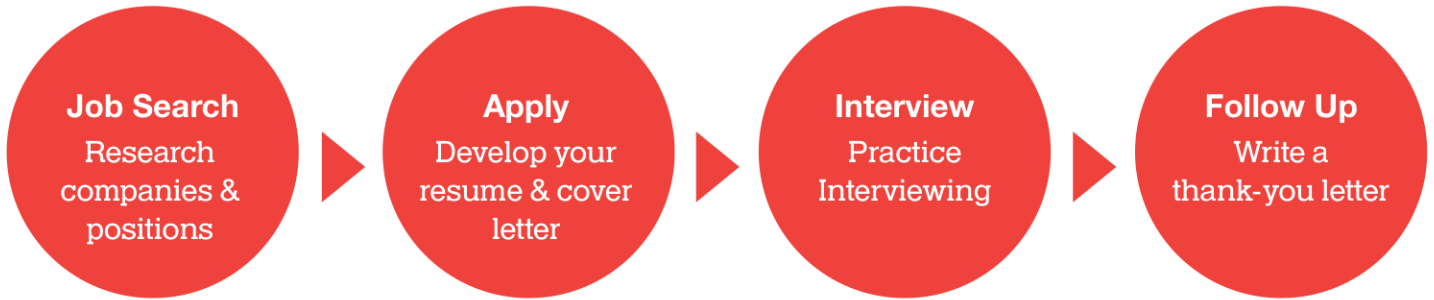 Job Search
Research
companies &
positions
Apply
Develop your
resume & cover
letter
Interview
Practice
Interviewing
Follow Up
Write a
thank-you letter